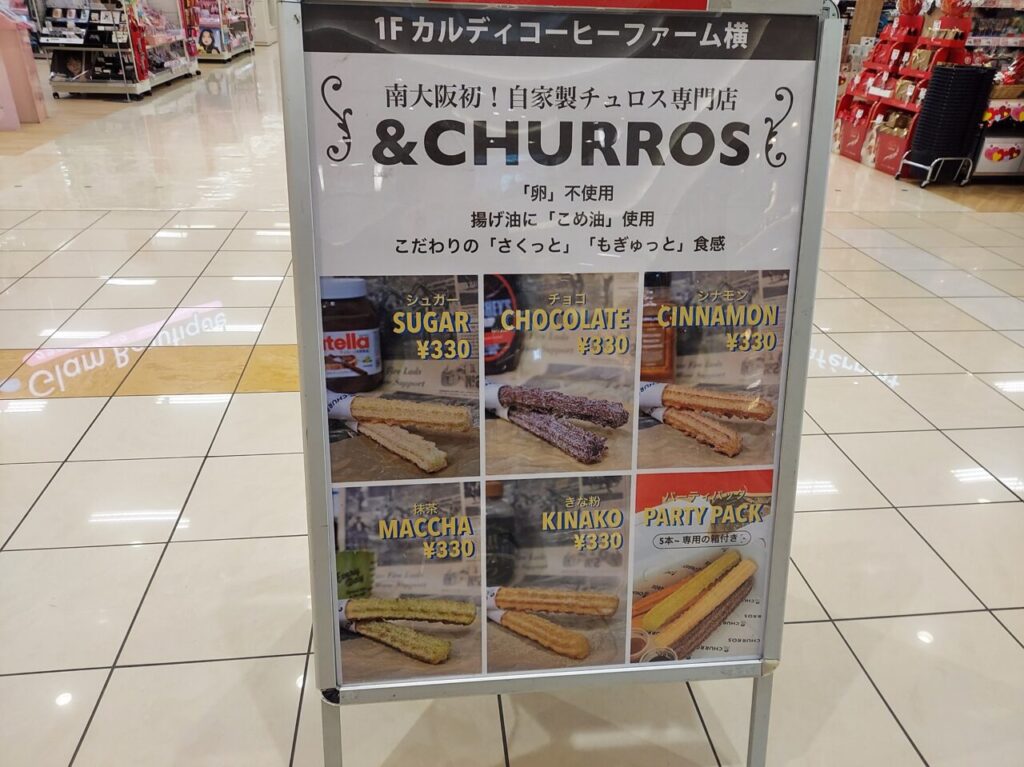 1F カルディコーヒーファーム横
南大阪初！自家製チュロス専門店
&CHURROS
「卵」不使用
揚げ油に「こめ油」使用
こだわりの「さくっと」「もぎゅっと」食感
シュガー
SUGAR
¥330
チョコ
CHOCOLATE
¥330
シナモン
CINNAMON
¥330
抹茶
MACCHA
¥330
きな粉
KINAKO
¥330
パーティパック
PARTY PACK
5本~専用の箱付き
CHURROS
Glam Boutique